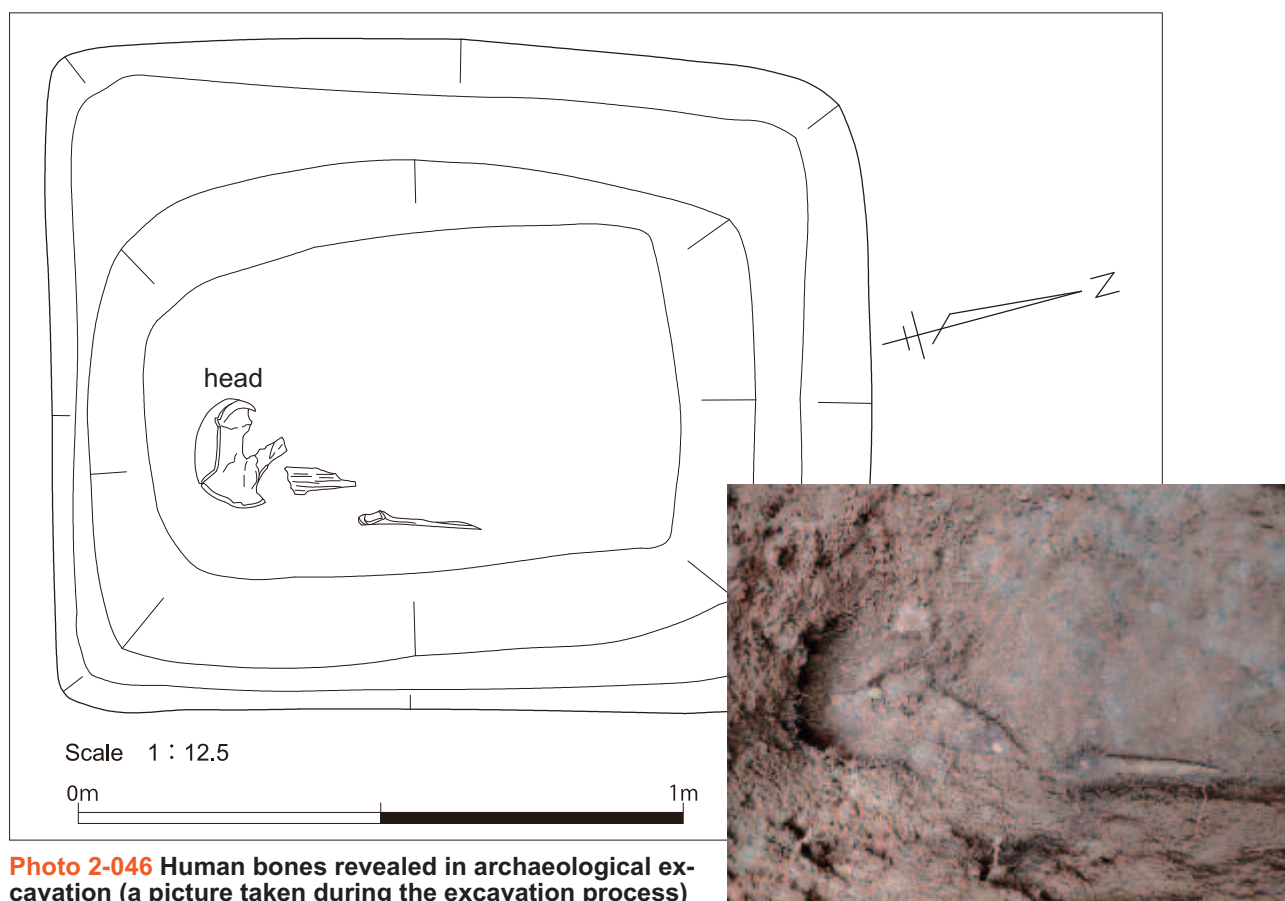 head
N
Scale 1 : 12.5
0m 1m
Photo 2-046 Human bones revealed in archaeological ex-
cavation (a picture taken during the excavation process)